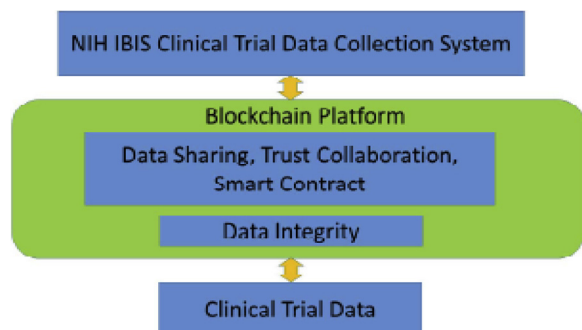 NIH IBIS Clinical Trial Data Collection System
Blockchain Platform
Data Sharing, Trust Collaboration,
Smart Contract
Data Integrity
Clinical Trial Data